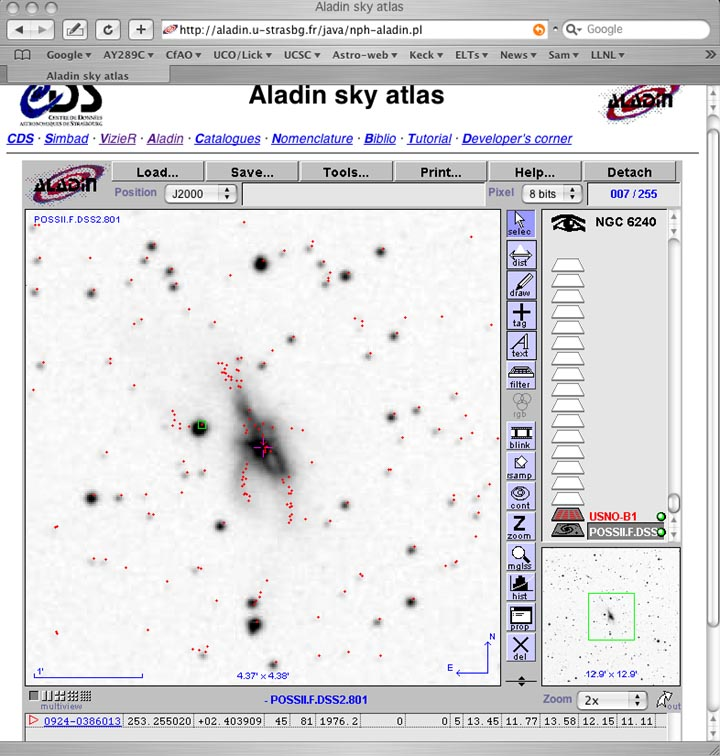 Aladin sky atlas
http://aladin.u-strasbg.fr/java/nph-aladin.pl
Google
Google AY289C CfAO UCO/Lick UCSC Astro-web Keck ELTs News Sam LLNL »
Aladin sky atlas
CDS
CENTRE DE DONNÉES
ASTRONOMIQUES DE STRASBOURG
Aladin sky atlas
ALADIN
CDS · Simbad · VizieR · Aladin · Catalogues · Nomenclature · Biblio · Tutorial · Developer's corner
ALADIN
Load... Save... Tools... Print... Help... Detach
Position J2000 Pixel 8 bits 007 / 255
POSSII.F.DSS2.801
selec
dist
draw
tag
text
filter
rgb
blink
rsamp
cont
zoom
mglss
hist
prop
del
NGC 6240
USNO-B1
POSSII.F.DSS
N
E
1'
4.37' x 4.38'
12.9' x 12.9'
multiview
- POSSII.F.DSS2.801
Zoom 2x out
0924-0386013 253.255020 +02.403909 45 81 1976.2 0 0 5 13.45 11.77 13.58 12.15 11.11